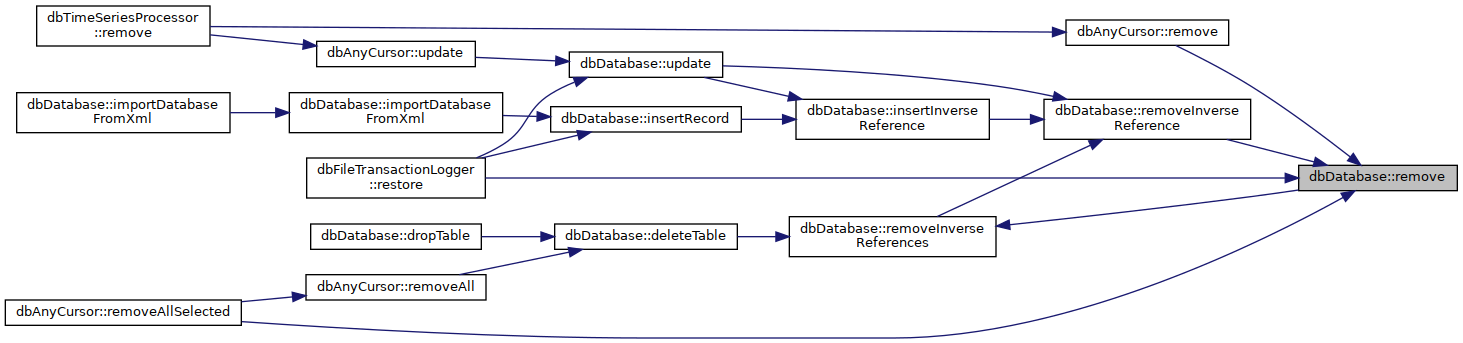 dbTimeSeriesProcessor
::remove
dbAnyCursor::remove
dbAnyCursor::update
dbDatabase::update
dbDatabase::importDatabase
FromXml
dbDatabase::importDatabase
FromXml
dbDatabase::insertRecord
dbDatabase::insertInverse
Reference
dbDatabase::removeInverse
Reference
dbFileTransactionLogger
::restore
dbDatabase::remove
dbDatabase::dropTable
dbDatabase::deleteTable
dbDatabase::removeInverse
References
dbAnyCursor::removeAll
dbAnyCursor::removeAllSelected